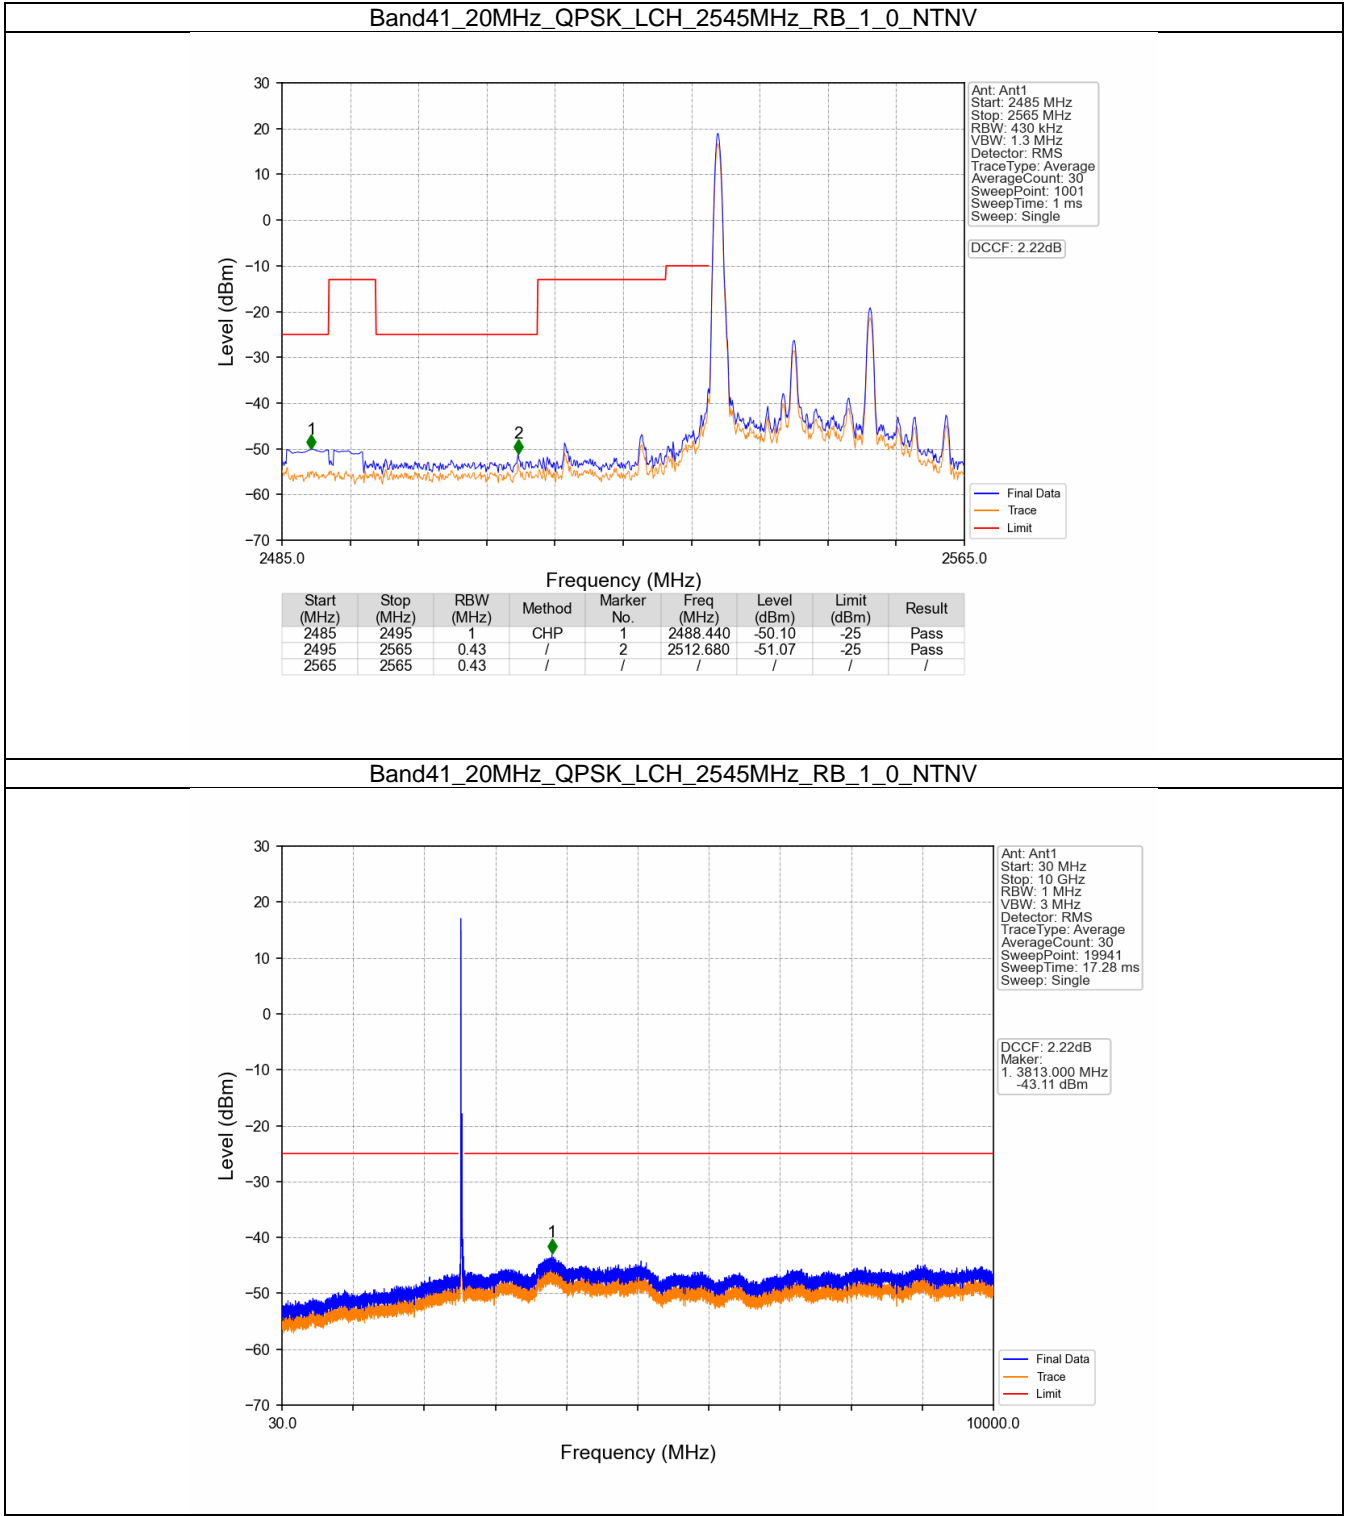 Band41_20MHz_QPSK_LCH_2545MHz_RB_1_0_NTNV
30
20
10
0
−10
−20
−30
−40
−50
−60
−70
Level (dBm)
1
2
2485.0
2565.0
Frequency (MHz)
Ant: Ant1
Start: 2485 MHz
Stop: 2565 MHz
RBW: 430 kHz
VBW: 1.3 MHz
Detector: RMS
TraceType: Average
AverageCount: 30
SweepPoint: 1001
SweepTime: 1 ms
Sweep: Single
DCCF: 2.22dB
Final Data
Trace
Limit
Start (MHz) Stop (MHz) RBW (MHz) Method Marker No. Freq (MHz) Level (dBm) Limit (dBm) Result
2485 2495 1 CHP 1 2488.440 -50.10 -25 Pass
2495 2565 0.43 / 2 2512.680 -51.07 -25 Pass
2565 2565 0.43 / / / / / /
Band41_20MHz_QPSK_LCH_2545MHz_RB_1_0_NTNV
30
20
10
0
−10
−20
−30
−40
−50
−60
−70
Level (dBm)
1
30.0
10000.0
Frequency (MHz)
Ant: Ant1
Start: 30 MHz
Stop: 10 GHz
RBW: 1 MHz
VBW: 3 MHz
Detector: RMS
TraceType: Average
AverageCount: 30
SweepPoint: 19941
SweepTime: 17.28 ms
Sweep: Single
DCCF: 2.22dB
Maker:
1. 3813.000 MHz
-43.11 dBm
Final Data
Trace
Limit